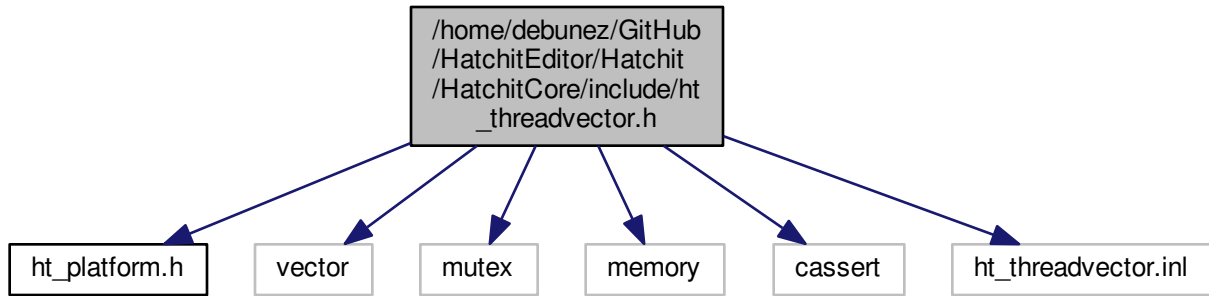 /home/debunez/GitHub
/HatchitEditor/Hatchit
/HatchitCore/include/ht
_threadvector.h
ht_platform.h
vector
mutex
memory
cassert
ht_threadvector.inl